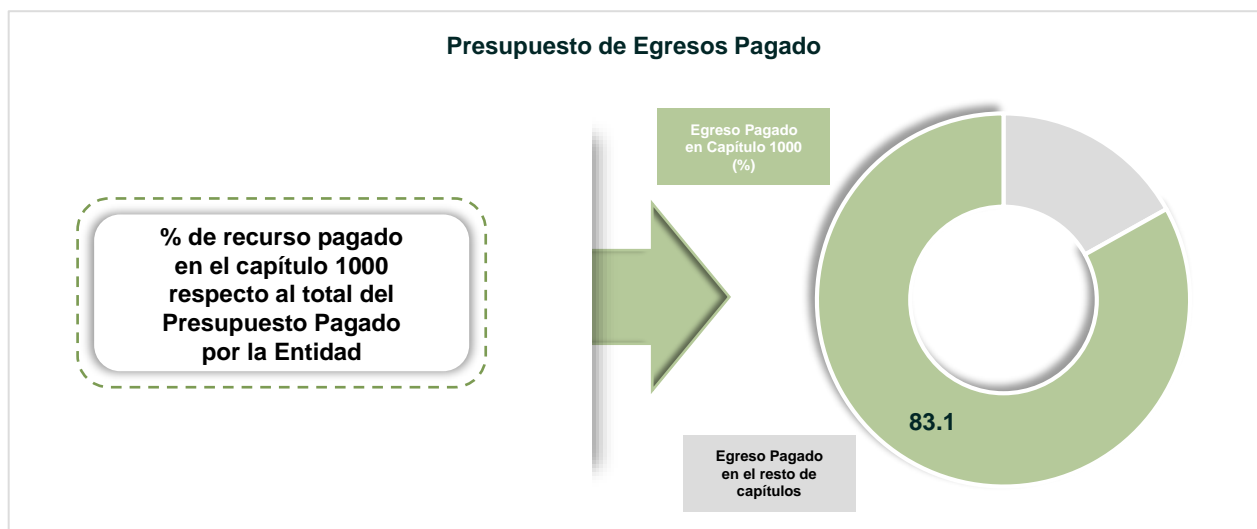 Presupuesto de Egresos Pagado
Egreso Pagado
en Capítulo 1000
(%)
% de recurso pagado
en el capítulo 1000
respecto al total del
Presupuesto Pagado
por la Entidad
83.1
Egreso Pagado
en el resto de
capítulos